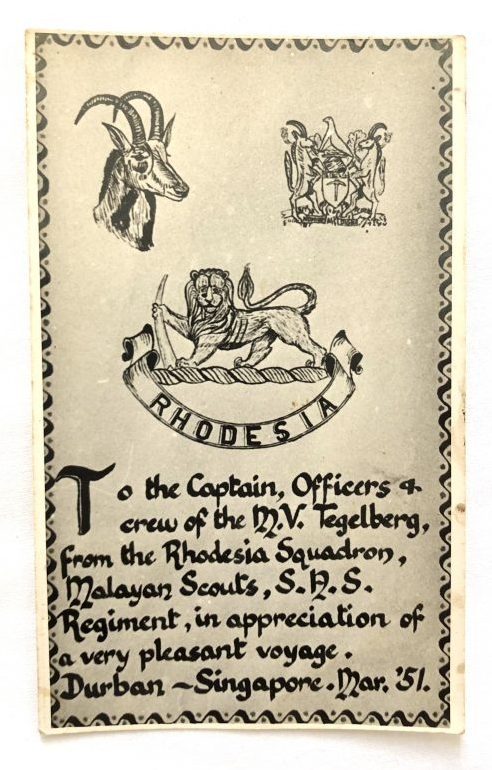 RHODESIA
To the Captain, Officers &
crew of the M.V. Tegelberg,
from the Rhodesia Squadron,
Malayan Scouts, S.A.S.
Regiment, in appreciation of
a very pleasant voyage.
Durban ~ Singapore. Mar. '51.